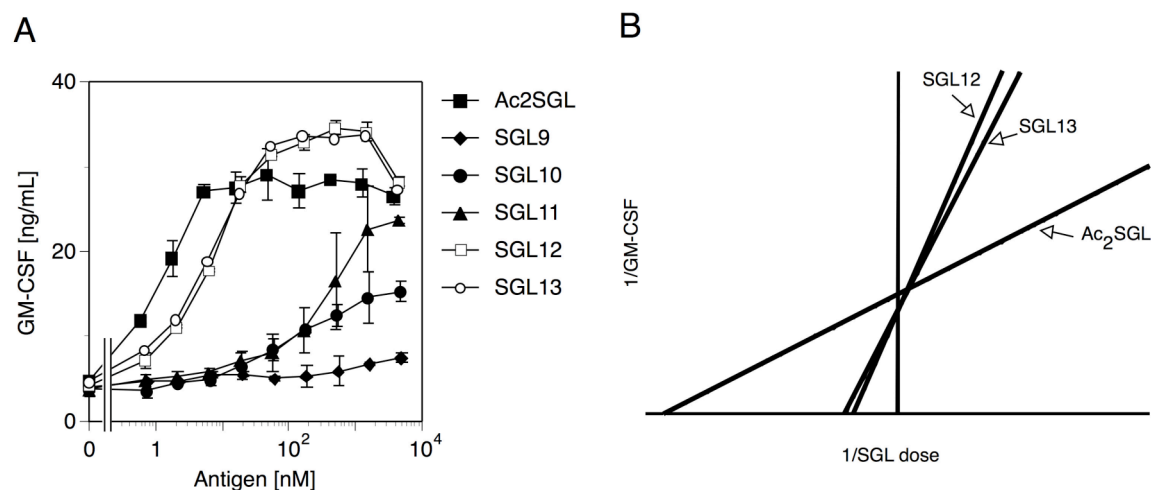 A
B
40
20
0
GM-CSF [ng/mL]
0 1 10² 10⁴
Antigen [nM]
Ac2SGL
SGL9
SGL10
SGL11
SGL12
SGL13
SGL12
SGL13
Ac₂SGL
1/GM-CSF
1/SGL dose